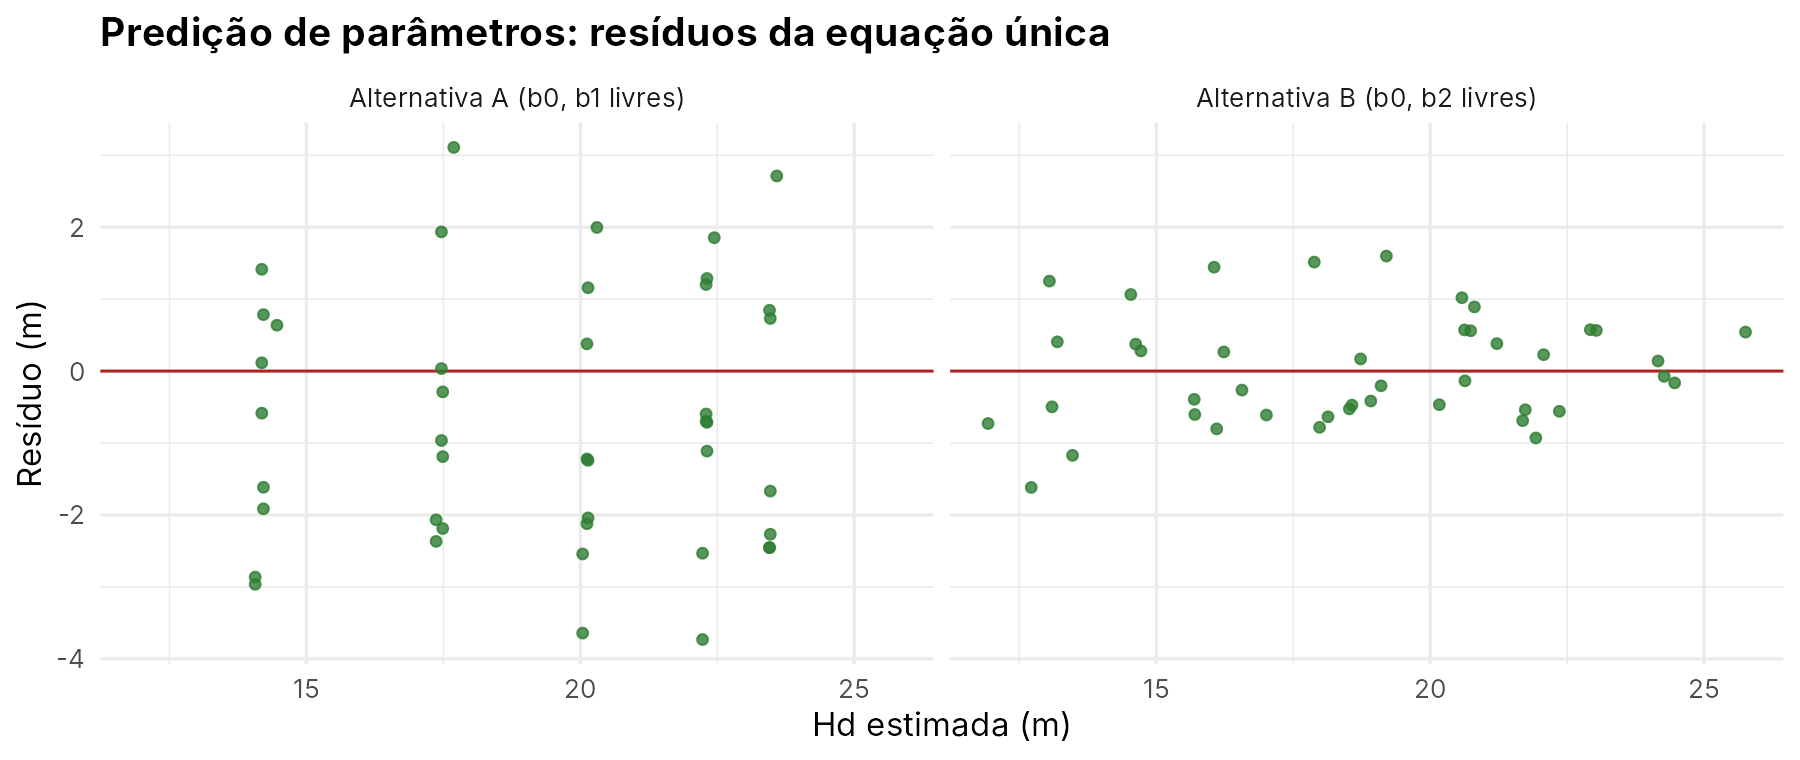 Predição de parâmetros: resíduos da equação única
Alternativa A (b0, b1 livres)
Alternativa B (b0, b2 livres)
Resíduo (m)
2
0
-2
-4
15
20
25
15
20
25
Hd estimada (m)